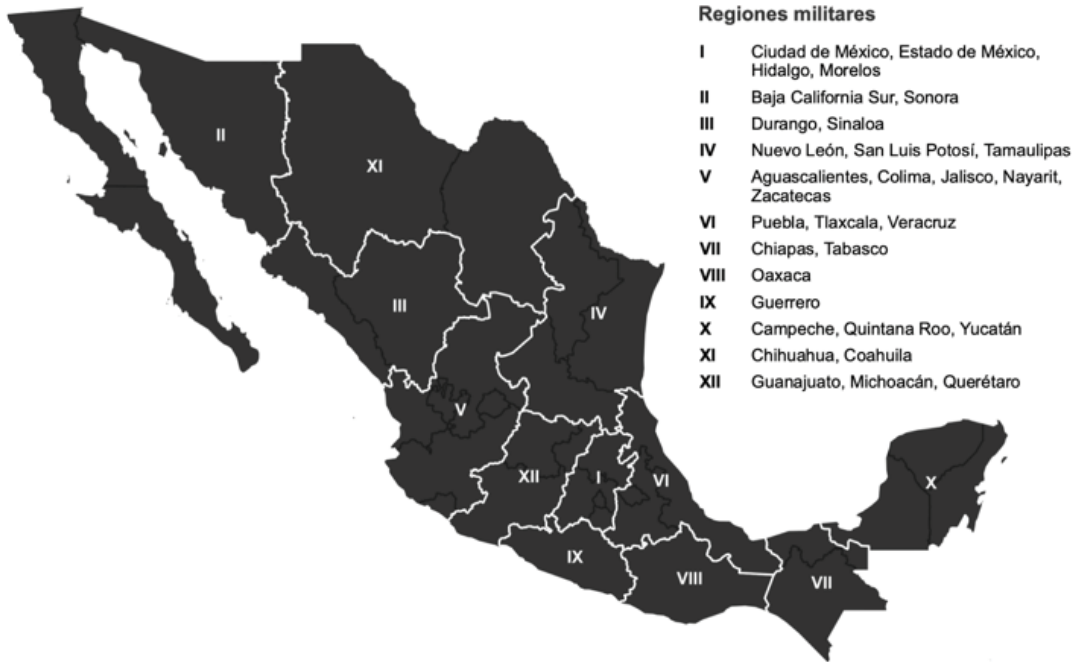 Regiones militares
I Ciudad de México, Estado de México,
Hidalgo, Morelos
II Baja California Sur, Sonora
III Durango, Sinaloa
IV Nuevo León, San Luis Potosí, Tamaulipas
V Aguascalientes, Colima, Jalisco, Nayarit,
Zacatecas
VI Puebla, Tlaxcala, Veracruz
VII Chiapas, Tabasco
VIII Oaxaca
IX Guerrero
X Campeche, Quintana Roo, Yucatán
XI Chihuahua, Coahuila
XII Guanajuato, Michoacán, Querétaro
II
XI
III
IV
V
XII
I
VI
X
IX
VIII
VII